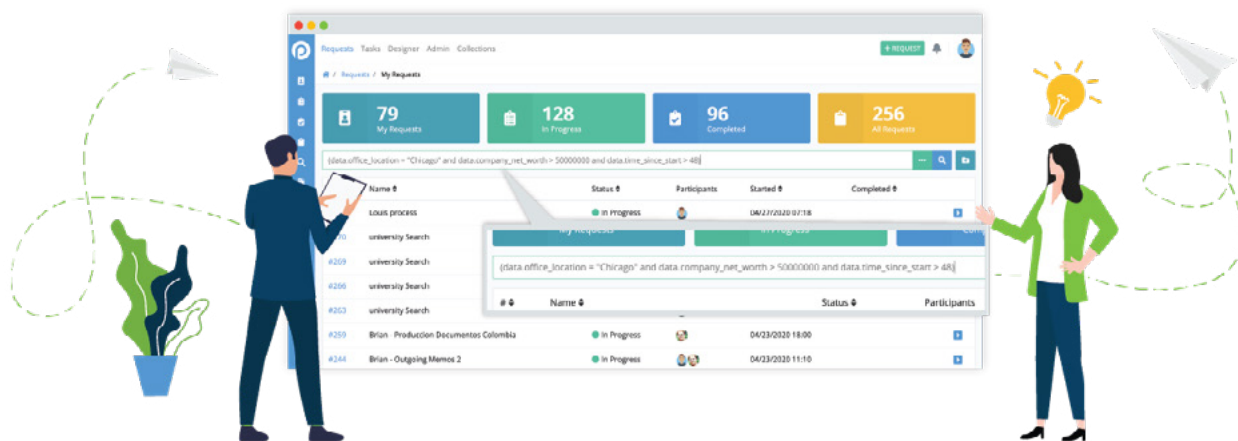 Requests Tasks Designer Admin Collections
+ REQUEST
/ Requests / My Requests
79
My Requests
128
In Progress
96
Completed
256
All Requests
(data.office_location = "Chicago" and data.company_net_worth > 50000000 and data.time_since_start > 48)
Name Status Participants Started Completed
Louis process In Progress 04/27/2020 07:18
university Search
#269 university Search
#266 university Search
#263 university Search
My Requests In Progress
(data.office_location = "Chicago" and data.company_net_worth > 50000000 and data.time_since_start > 48)
# Name Status Participants
#259 Brian - Produccion Documentos Colombia In Progress 04/23/2020 18:00
#244 Brian - Outgoing Memos 2 In Progress 04/23/2020 11:10